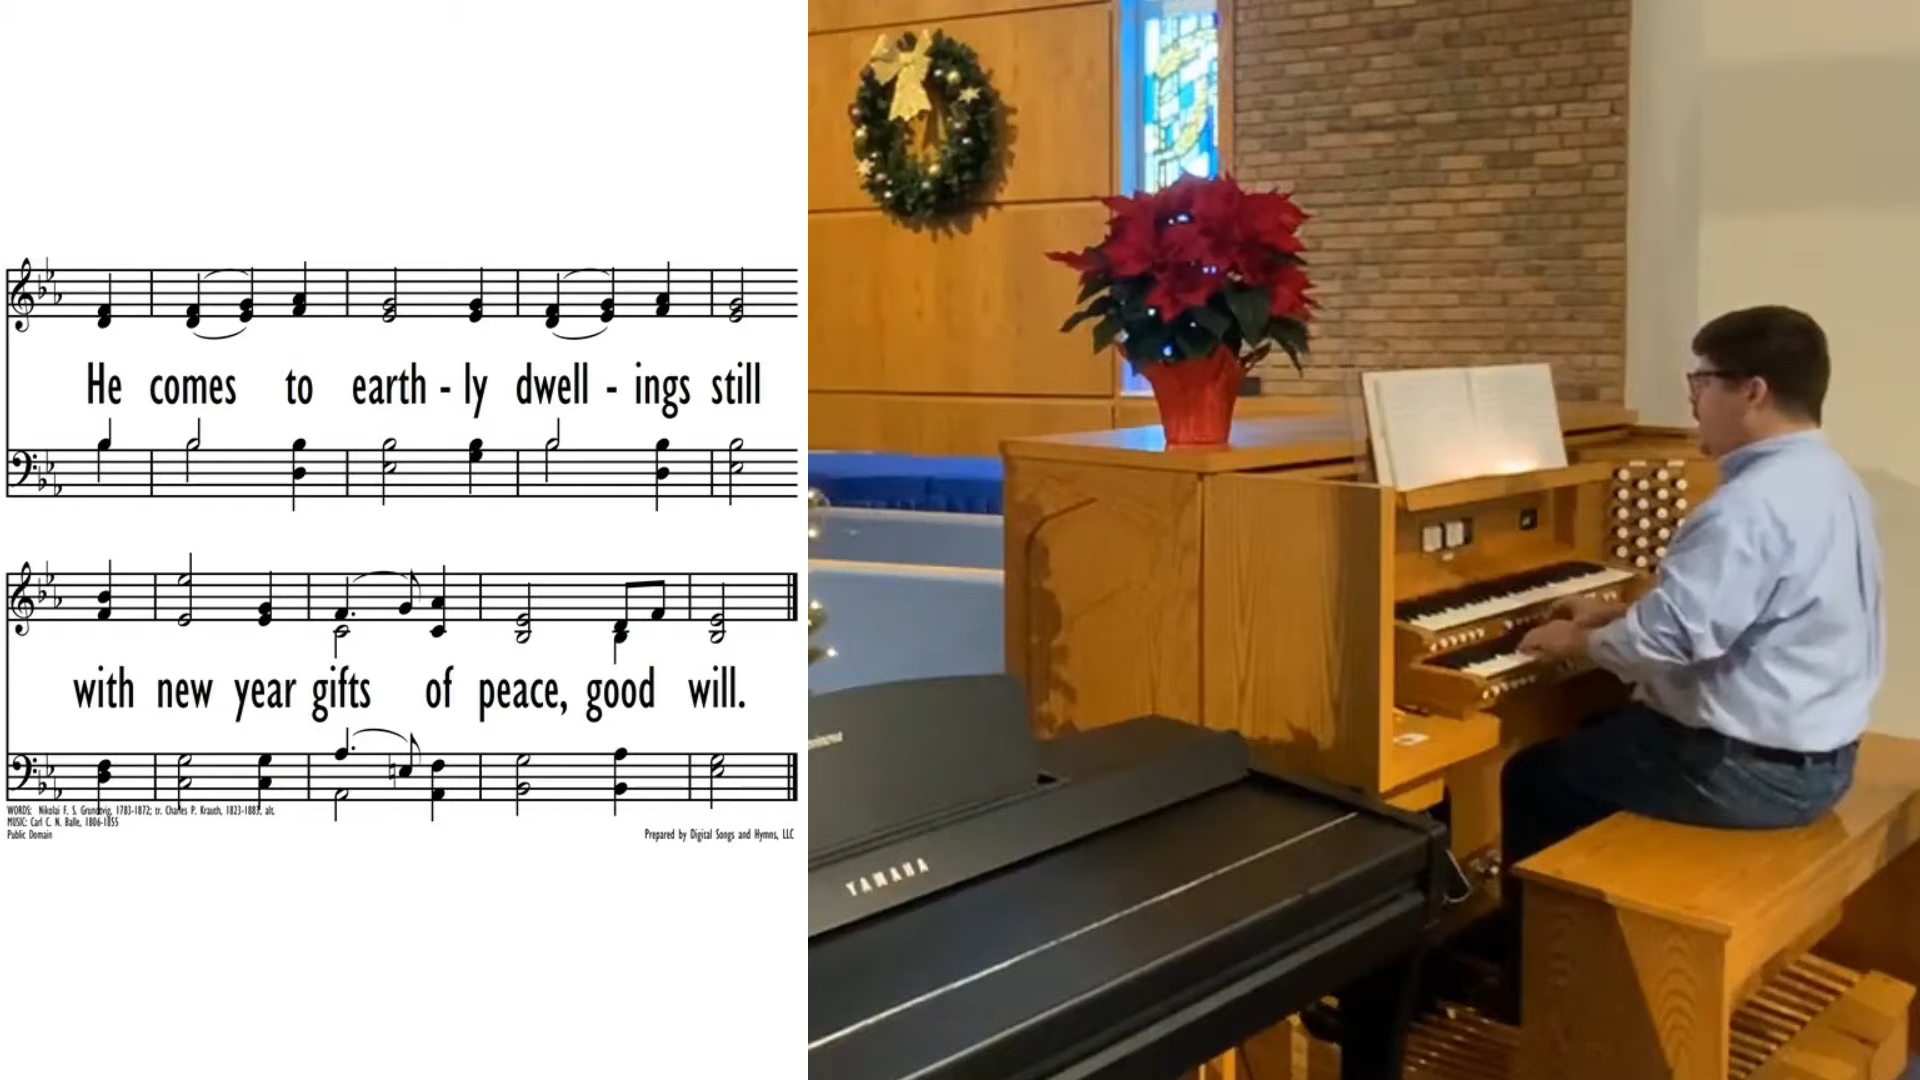 He comes to earth - ly dwell - ings still
with new year gifts of peace, good will.
WORDS: Nikolai F. S. Grundtvig, 1783-1872; tr. Charles P. Krauth, 1823-1883, alt.
MUSIC: Carl C. N. Balle, 1806-1855
Public Domain
Prepared by Digital Songs and Hymns, LLC
YAMAHA